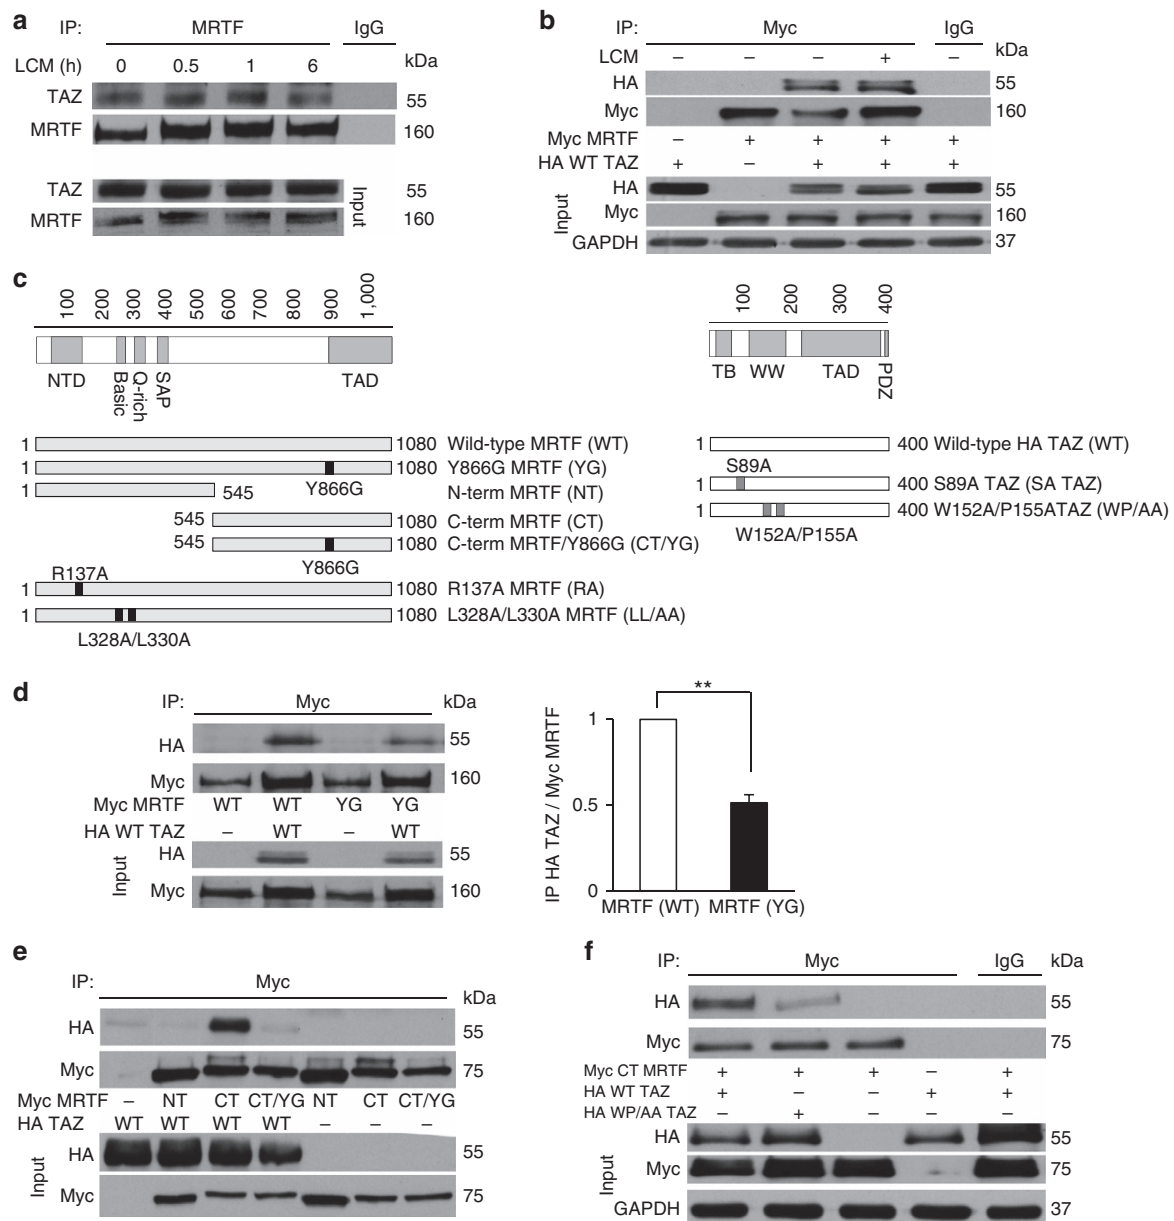 a
IP: MRTF IgG
LCM (h) 0 0.5 1 6 kDa
TAZ 55
MRTF 160
TAZ 55
MRTF 160
Input
b
IP: Myc IgG
LCM – – – + – kDa
HA 55
Myc 160
Myc MRTF – + + + +
HA WT TAZ + – + + +
HA 55
Myc 160
GAPDH 37
Input
c
100 200 300 400 500 600 700 800 900 1,000
NTD Basic Q-rich SAP TAD
1 1080 Wild-type MRTF (WT)
1 1080 Y866G MRTF (YG)
Y866G
1 545 N-term MRTF (NT)
545 1080 C-term MRTF (CT)
545 1080 C-term MRTF/Y866G (CT/YG)
Y866G
R137A
1 1080 R137A MRTF (RA)
1 1080 L328A/L330A MRTF (LL/AA)
L328A/L330A
100 200 300 400
TB WW TAD PDZ
1 400 Wild-type HA TAZ (WT)
S89A
1 400 S89A TAZ (SA TAZ)
1 400 W152A/P155ATAZ (WP/AA)
W152A/P155A
d
IP: Myc kDa
HA 55
Myc 160
Myc MRTF WT WT YG YG
HA WT TAZ – WT – WT
HA 55
Myc 160
Input
IP HA TAZ / Myc MRTF
1
0.5
0
**
MRTF (WT) MRTF (YG)
e
IP: Myc
kDa
HA 55
Myc 75
Myc MRTF – NT CT CT/YG NT CT CT/YG
HA TAZ WT WT WT WT – – –
HA 55
Myc 75
Input
f
IP: Myc IgG kDa
HA 55
Myc 75
Myc CT MRTF + + + – +
HA WT TAZ + – – + +
HA WP/AA TAZ – + – – –
HA 55
Myc 75
GAPDH 37
Input